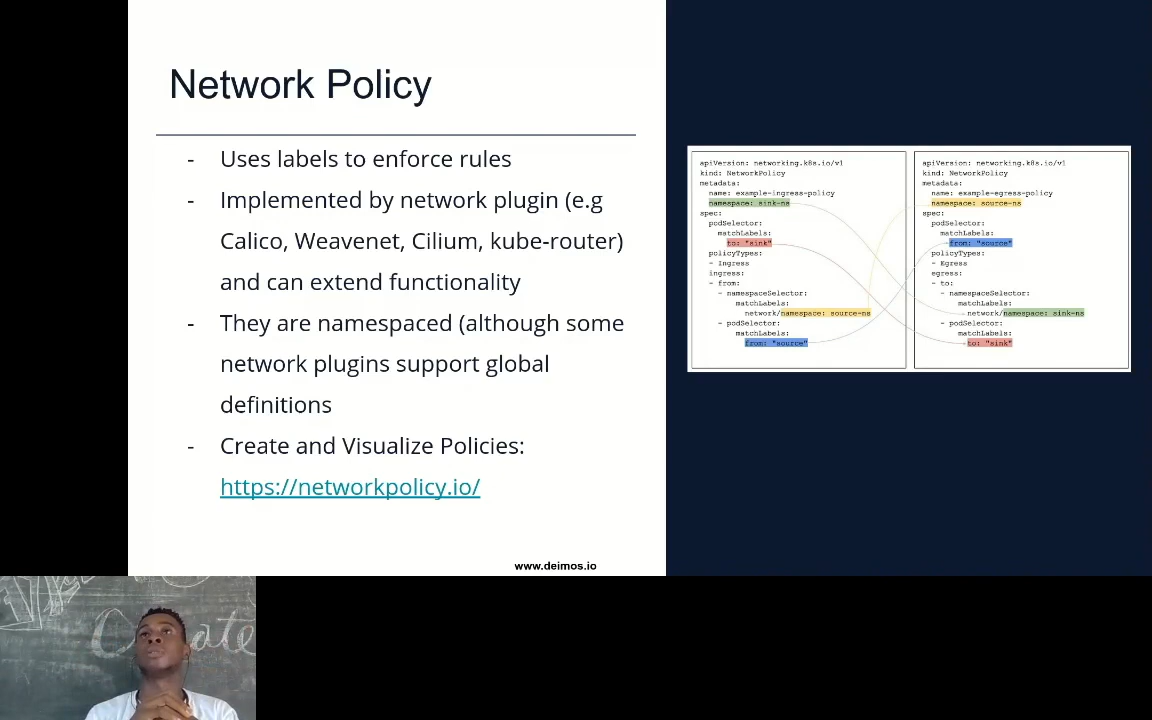 Network Policy
- Uses labels to enforce rules
- Implemented by network plugin (e.g
Calico, Weavenet, Cilium, kube-router)
and can extend functionality
- They are namespaced (although some
network plugins support global
definitions
- Create and Visualize Policies:
https://networkpolicy.io/
www.deimos.io
apiVersion: networking.k8s.io/v1
kind: NetworkPolicy
metadata:
name: example-ingress-policy
namespace: sink-ns
spec:
podSelector:
matchLabels:
to: "sink"
policyTypes:
- Ingress
ingress:
- from:
- namespaceSelector:
matchLabels:
network/namespace: source-ns
- podSelector:
matchLabels:
from: "source"
apiVersion: networking.k8s.io/v1
kind: NetworkPolicy
metadata:
name: example-egress-policy
namespace: source-ns
spec:
podSelector:
matchLabels:
from: "source"
policyTypes:
- Egress
egress:
- to:
- namespaceSelector:
matchLabels:
network/namespace: sink-ns
- podSelector:
matchLabels:
to: "sink"